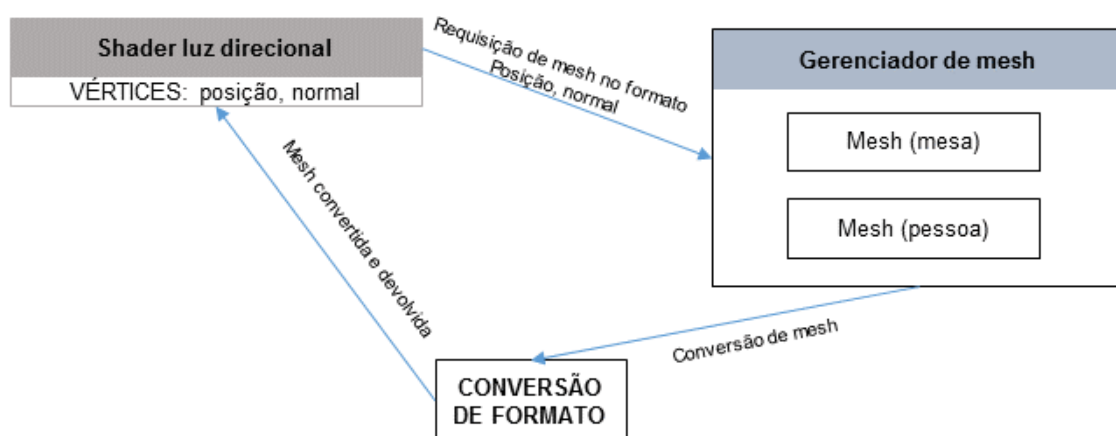 Shader luz direcional
VÉRTICES: posição, normal
Requisição de mesh no formato
Posição, normal
Gerenciador de mesh
Mesh (mesa)
Mesh (pessoa)
Mesh convertida e devolvida
Conversão de mesh
CONVERSÃO
DE FORMATO